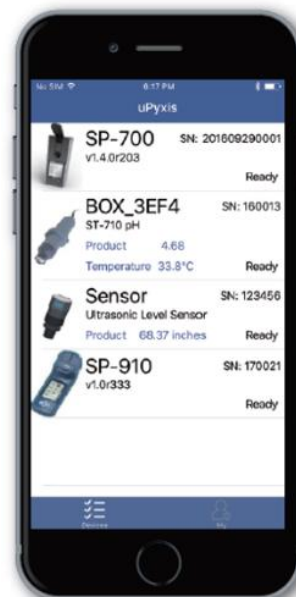 No SIM 6:17 PM
uPyxis
SP-700 SN: 201609290001
v1.4.0r203
Ready
BOX_3EF4 SN: 160013
ST-710 pH
Product 4.68
Temperature 33.8°C Ready
Sensor SN: 123456
Ultrasonic Level Sensor
Product 68.37 inches Ready
SP-910 SN: 170021
v1.0r333
Ready
Devices